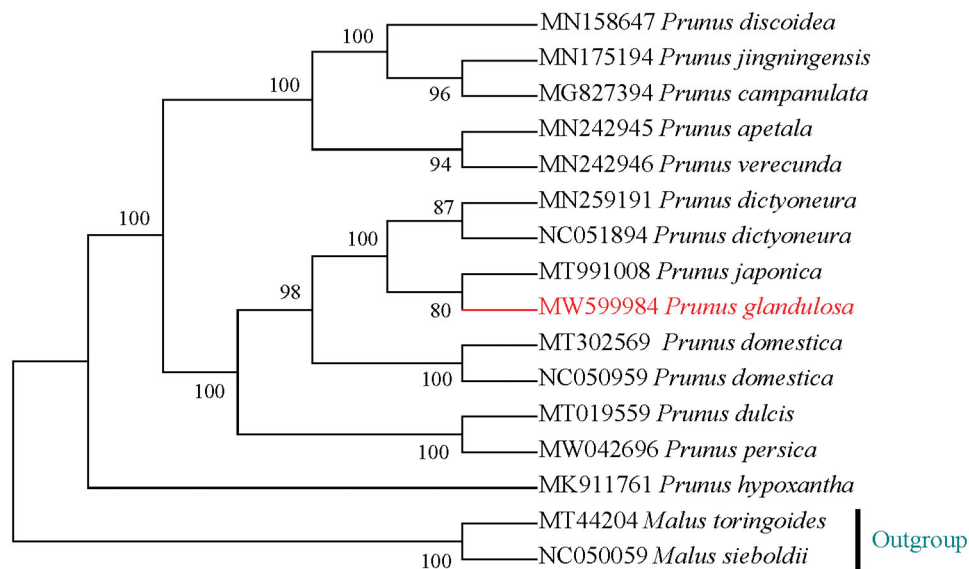 MN158647 Prunus discoidea
100
MN175194 Prunus jingningensis
100
96
MG827394 Prunus campanulata
MN242945 Prunus apetala
94
MN242946 Prunus verecunda
100
MN259191 Prunus dictyoneura
87
100
NC051894 Prunus dictyoneura
MT991008 Prunus japonica
98
80
MW599984 Prunus glandulosa
MT302569 Prunus domestica
100
100
NC050959 Prunus domestica
MT019559 Prunus dulcis
100
MW042696 Prunus persica
MK911761 Prunus hypoxantha
MT44204 Malus toringoides
Outgroup
100
NC050059 Malus sieboldii